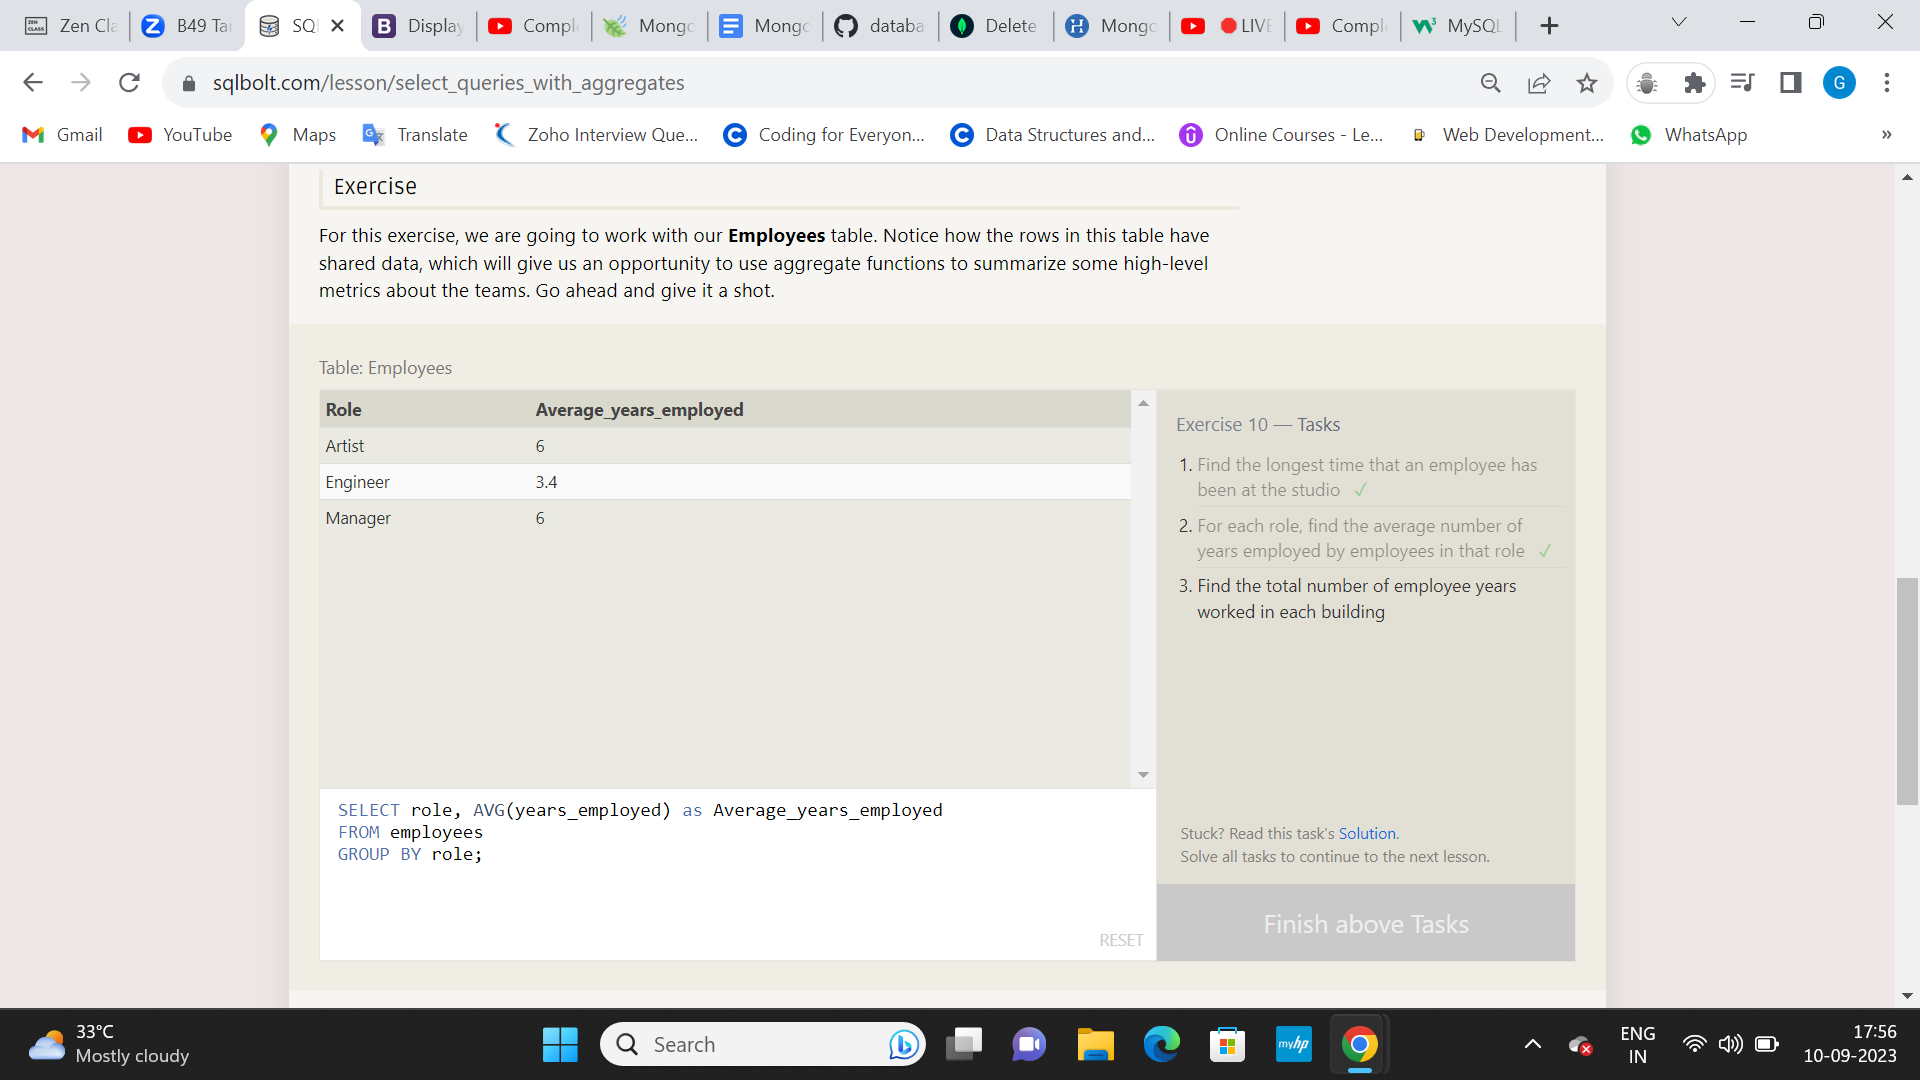 Zen Cla
B49 Tar
SQ
Display
Compl
Mongo
Mongo
databa
Delete
Mongo
LIVE
Compl
MySQL
sqlbolt.com/lesson/select_queries_with_aggregates
G
Gmail
YouTube
Maps
Translate
Zoho Interview Que...
Coding for Everyon...
Data Structures and...
Online Courses - Le...
Web Development...
WhatsApp
»
Exercise
For this exercise, we are going to work with our Employees table. Notice how the rows in this table have
shared data, which will give us an opportunity to use aggregate functions to summarize some high-level
metrics about the teams. Go ahead and give it a shot.
Table: Employees
Role Average_years_employed
Artist 6
Engineer 3.4
Manager 6
SELECT role, AVG(years_employed) as Average_years_employed
FROM employees
GROUP BY role;
RESET
Exercise 10 — Tasks
1. Find the longest time that an employee has
been at the studio ✓
2. For each role, find the average number of
years employed by employees in that role ✓
3. Find the total number of employee years
worked in each building
Stuck? Read this task's Solution.
Solve all tasks to continue to the next lesson.
Finish above Tasks
33°C
Mostly cloudy
Search
myhp
ENG
IN
17:56
10-09-2023